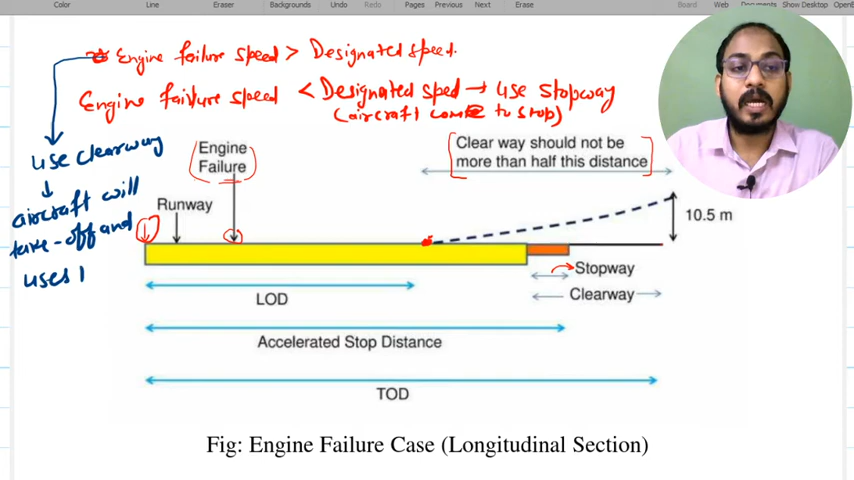 Color Line Eraser Backgrounds Undo Redo Pages Previous Next Erase Board Web Documents Show Desktop
Engine failure speed > Designated speed.
Engine failure speed < Designated sped → use stopway
(aircraft come to stop)
use clearway
↓
aircraft will
take-off and
uses 1
Engine
Failure
Clear way should not be
more than half this distance
Runway
10.5 m
Stopway
Clearway
LOD
Accelerated Stop Distance
TOD
Fig: Engine Failure Case (Longitudinal Section)